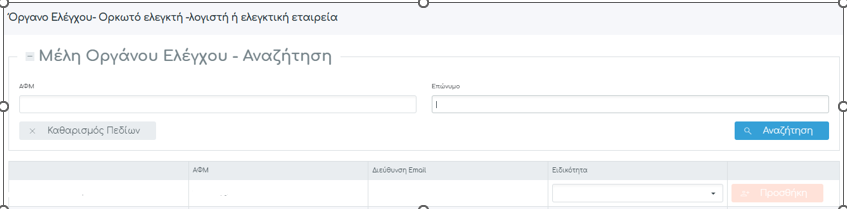 Όργανο Ελέγχου- Ορκωτό ελεγκτή -λογιστή ή ελεγκτική εταιρεία
Μέλη Οργάνου Ελέγχου - Αναζήτηση
ΑΦΜ Επώνυμο
Καθαρισμός Πεδίων Αναζήτηση
ΑΦΜ Διεύθυνση Email Ειδικότητα
Προσθήκη